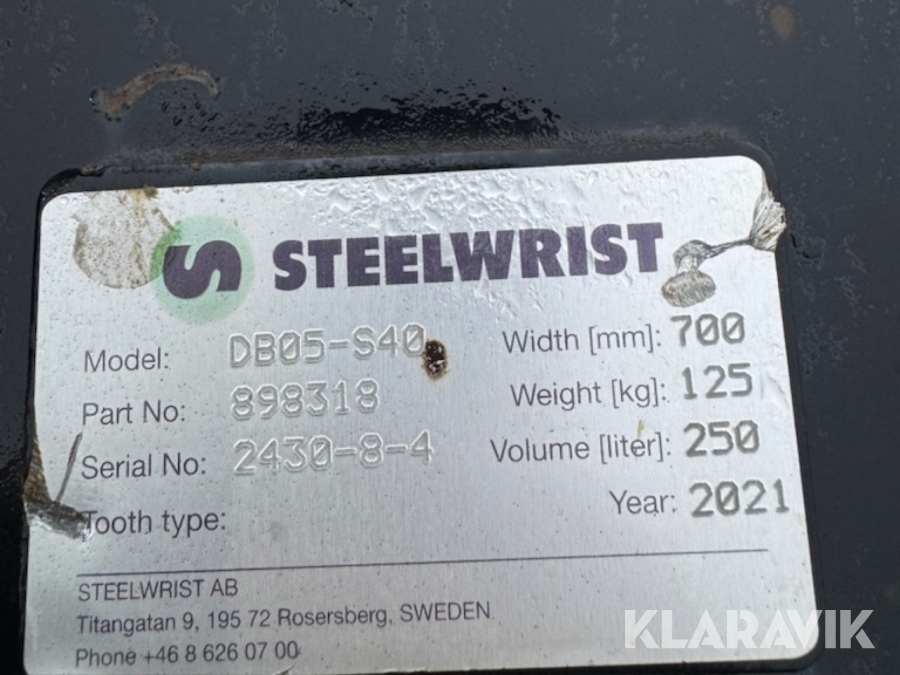 STEELWRIST
Model: DB05-S40
Part No: 898318
Serial No: 2430-8-4
Tooth type:
Width [mm]: 700
Weight [kg]: 125
Volume [liter]: 250
Year: 2021
STEELWRIST AB
Titangatan 9, 195 72 Rosersberg, SWEDEN
Phone +46 8 626 07 00
KLARAVIK